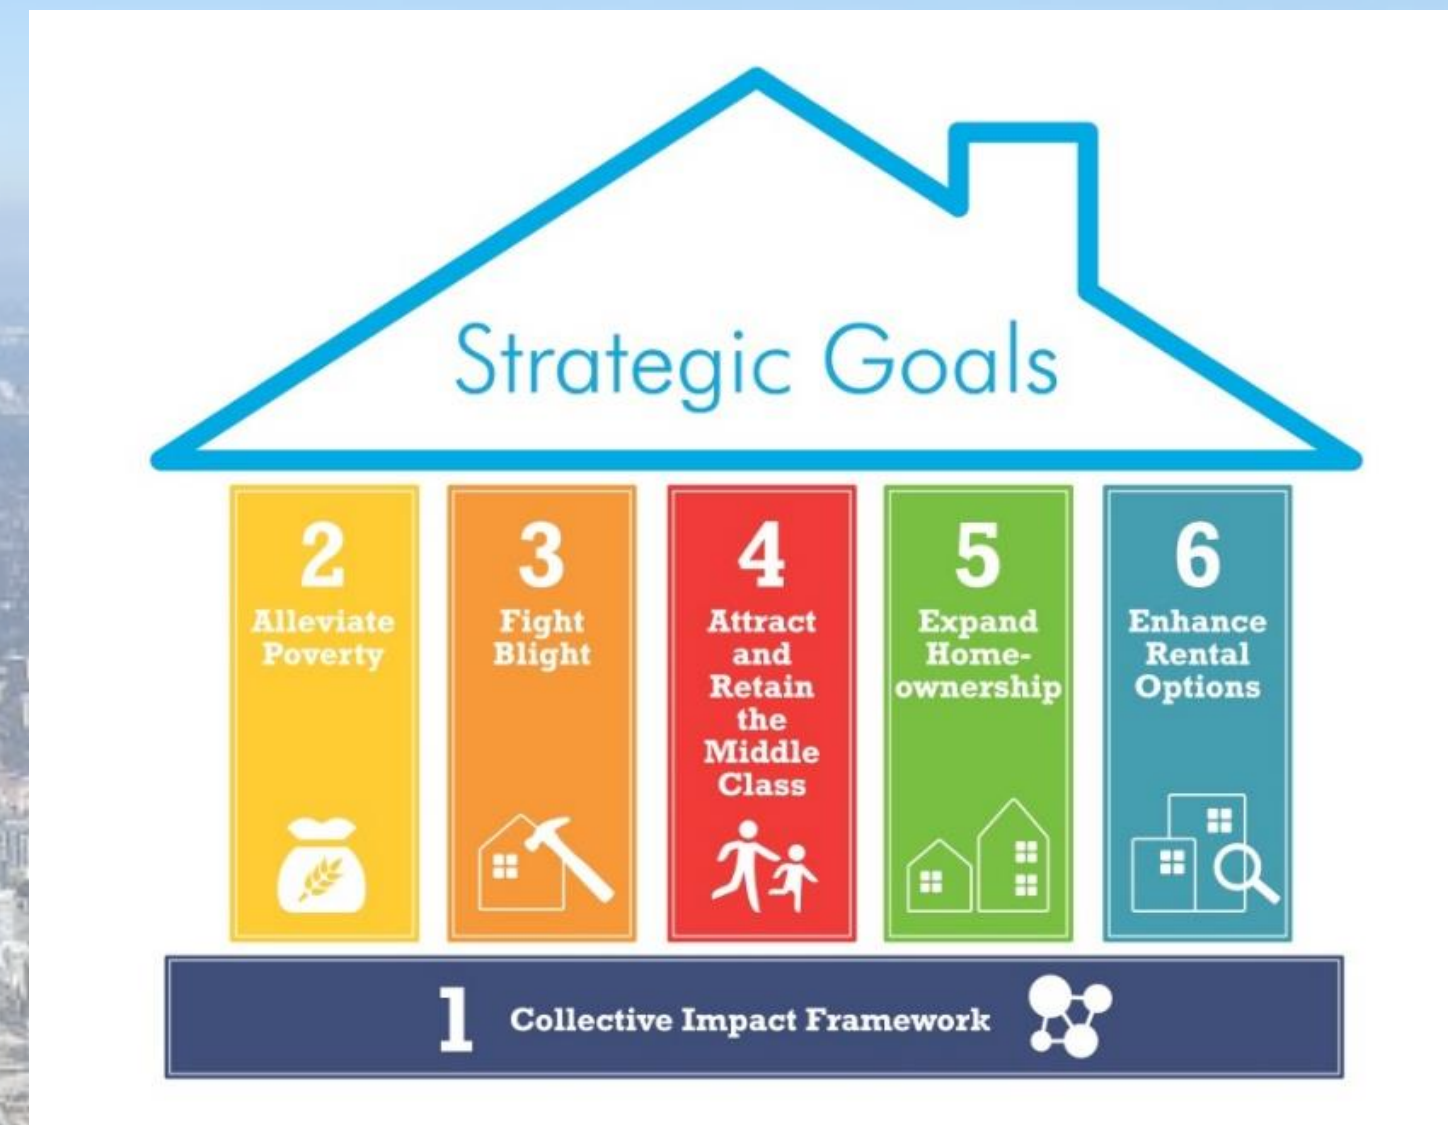 Strategic Goals
2
Alleviate
Poverty
3
Fight
Blight
4
Attract
and
Retain
the
Middle
Class
5
Expand
Home-
ownership
6
Enhance
Rental
Options
1 Collective Impact Framework